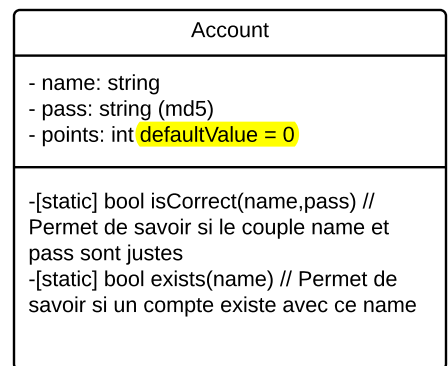 Account
- name: string
- pass: string (md5)
- points: int defaultValue = 0
-[static] bool isCorrect(name,pass) //
Permet de savoir si le couple name et
pass sont justes
-[static] bool exists(name) // Permet de
savoir si un compte existe avec ce name